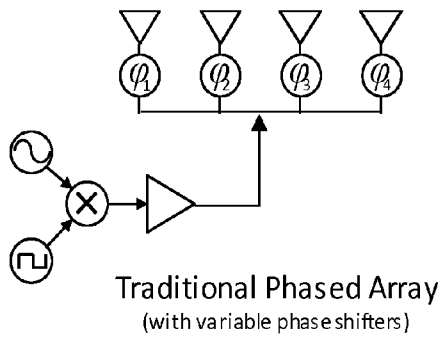 φ1 φ2 φ3 φ4
×
Traditional Phased Array
(with variable phase shifters)